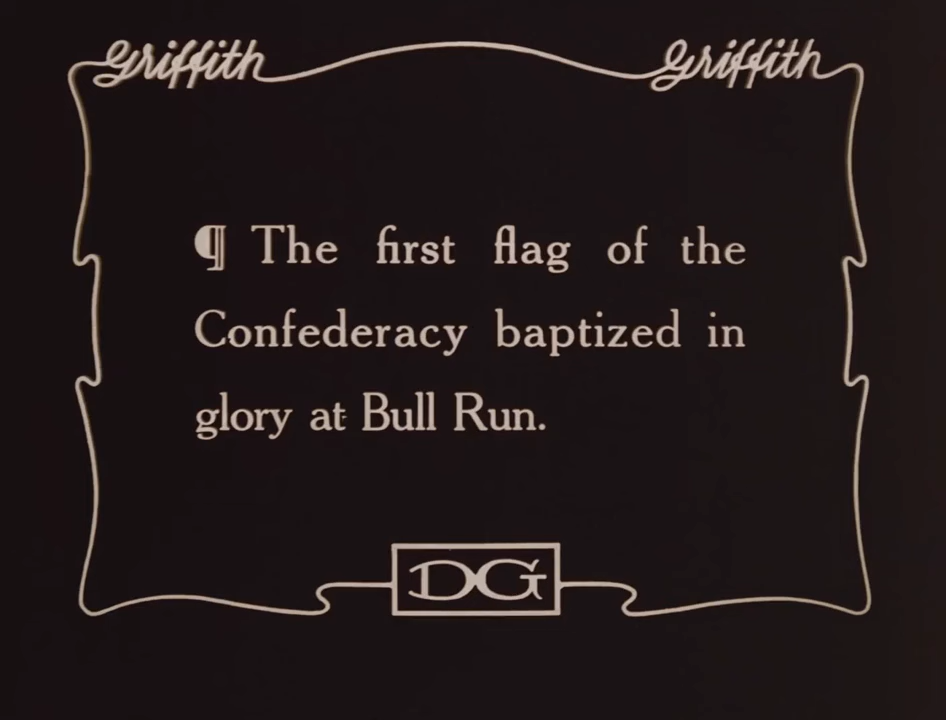 Griffith Griffith
¶ The first flag of the
Confederacy baptized in
glory at Bull Run.
DG